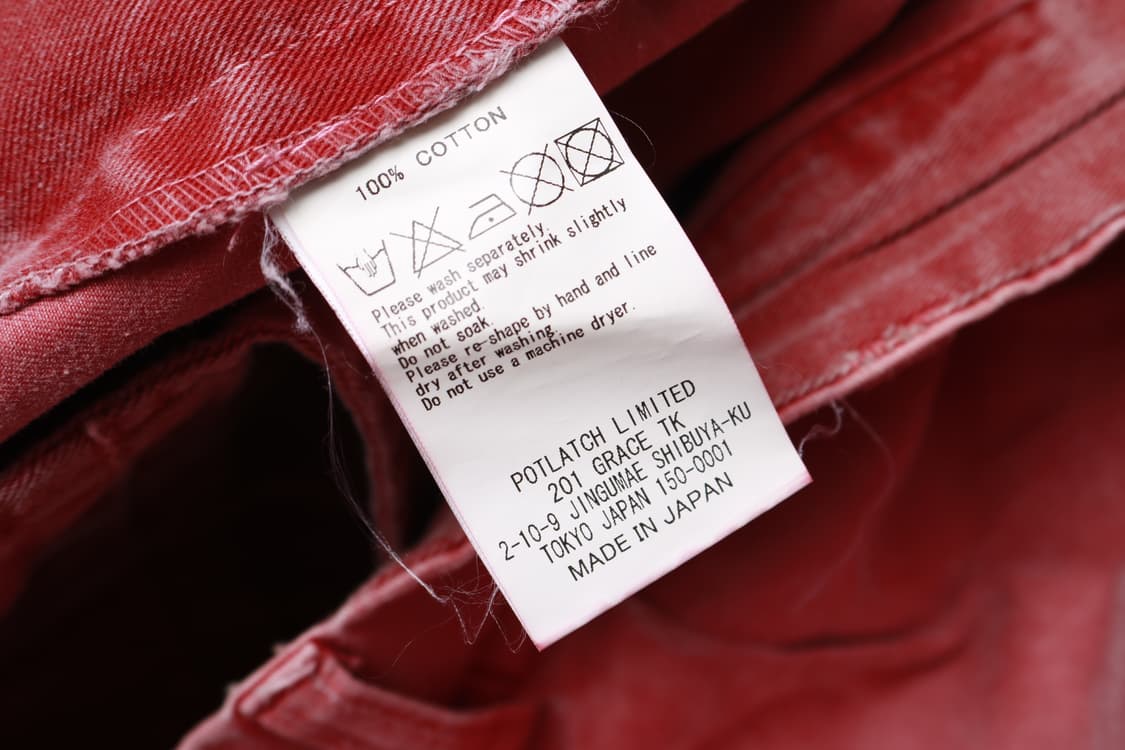 100% COTTON
Please wash separately.
This product may shrink slightly
when washed.
Do not soak.
Please re-shape by hand and line
dry after washing.
Do not use a machine dryer.
POTLATCH LIMITED
201 GRACE TK
2-10-9 JINGUMAE SHIBUYA-KU
TOKYO JAPAN 150-0001
MADE IN JAPAN